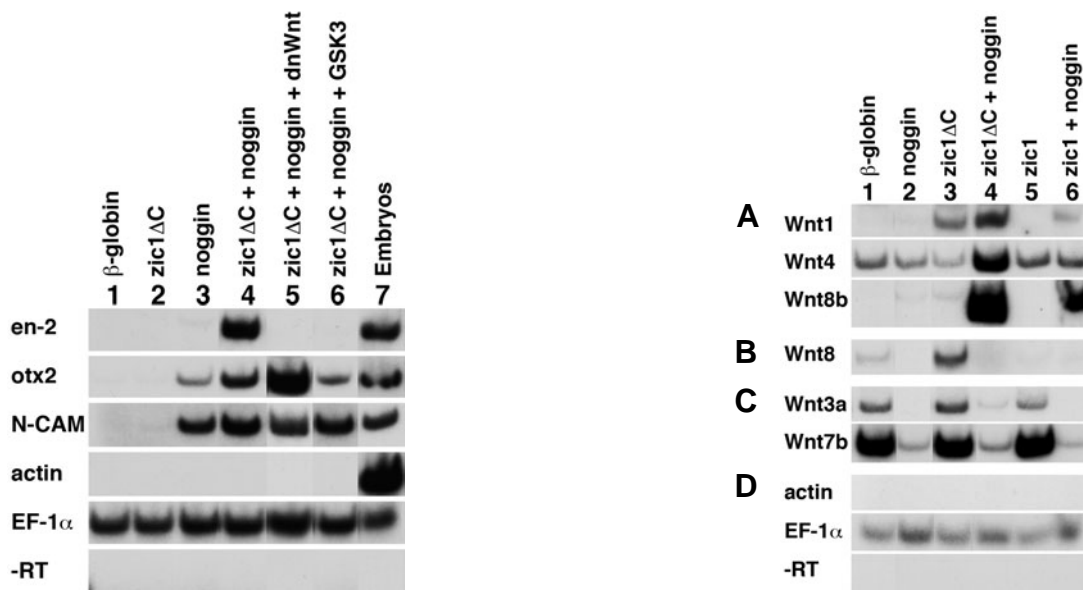 β-globin
zic1ΔC
noggin
zic1ΔC + noggin
zic1ΔC + noggin + dnWnt
zic1ΔC + noggin + GSK3
Embryos
1 2 3 4 5 6 7
en-2
otx2
N-CAM
actin
EF-1α
-RT
β-globin
noggin
zic1ΔC
zic1ΔC + noggin
zic1
zic1 + noggin
1 2 3 4 5 6
A Wnt1
Wnt4
Wnt8b
B Wnt8
C Wnt3a
Wnt7b
D actin
EF-1α
-RT